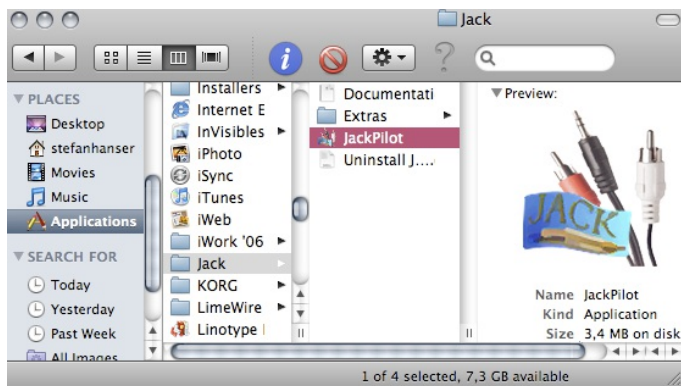 Jack
PLACES
Desktop
stefanhanser
Movies
Music
Applications
SEARCH FOR
Today
Yesterday
Past Week
All Images
Installers
Internet E
InVisibles
iPhoto
iSync
iTunes
iWeb
iWork '06
Jack
KORG
LimeWire
Linotype
Documentati
Extras
JackPilot
Uninstall J....
Preview:
JACK
Name JackPilot
Kind Application
Size 3,4 MB on disk
1 of 4 selected, 7,3 GB available